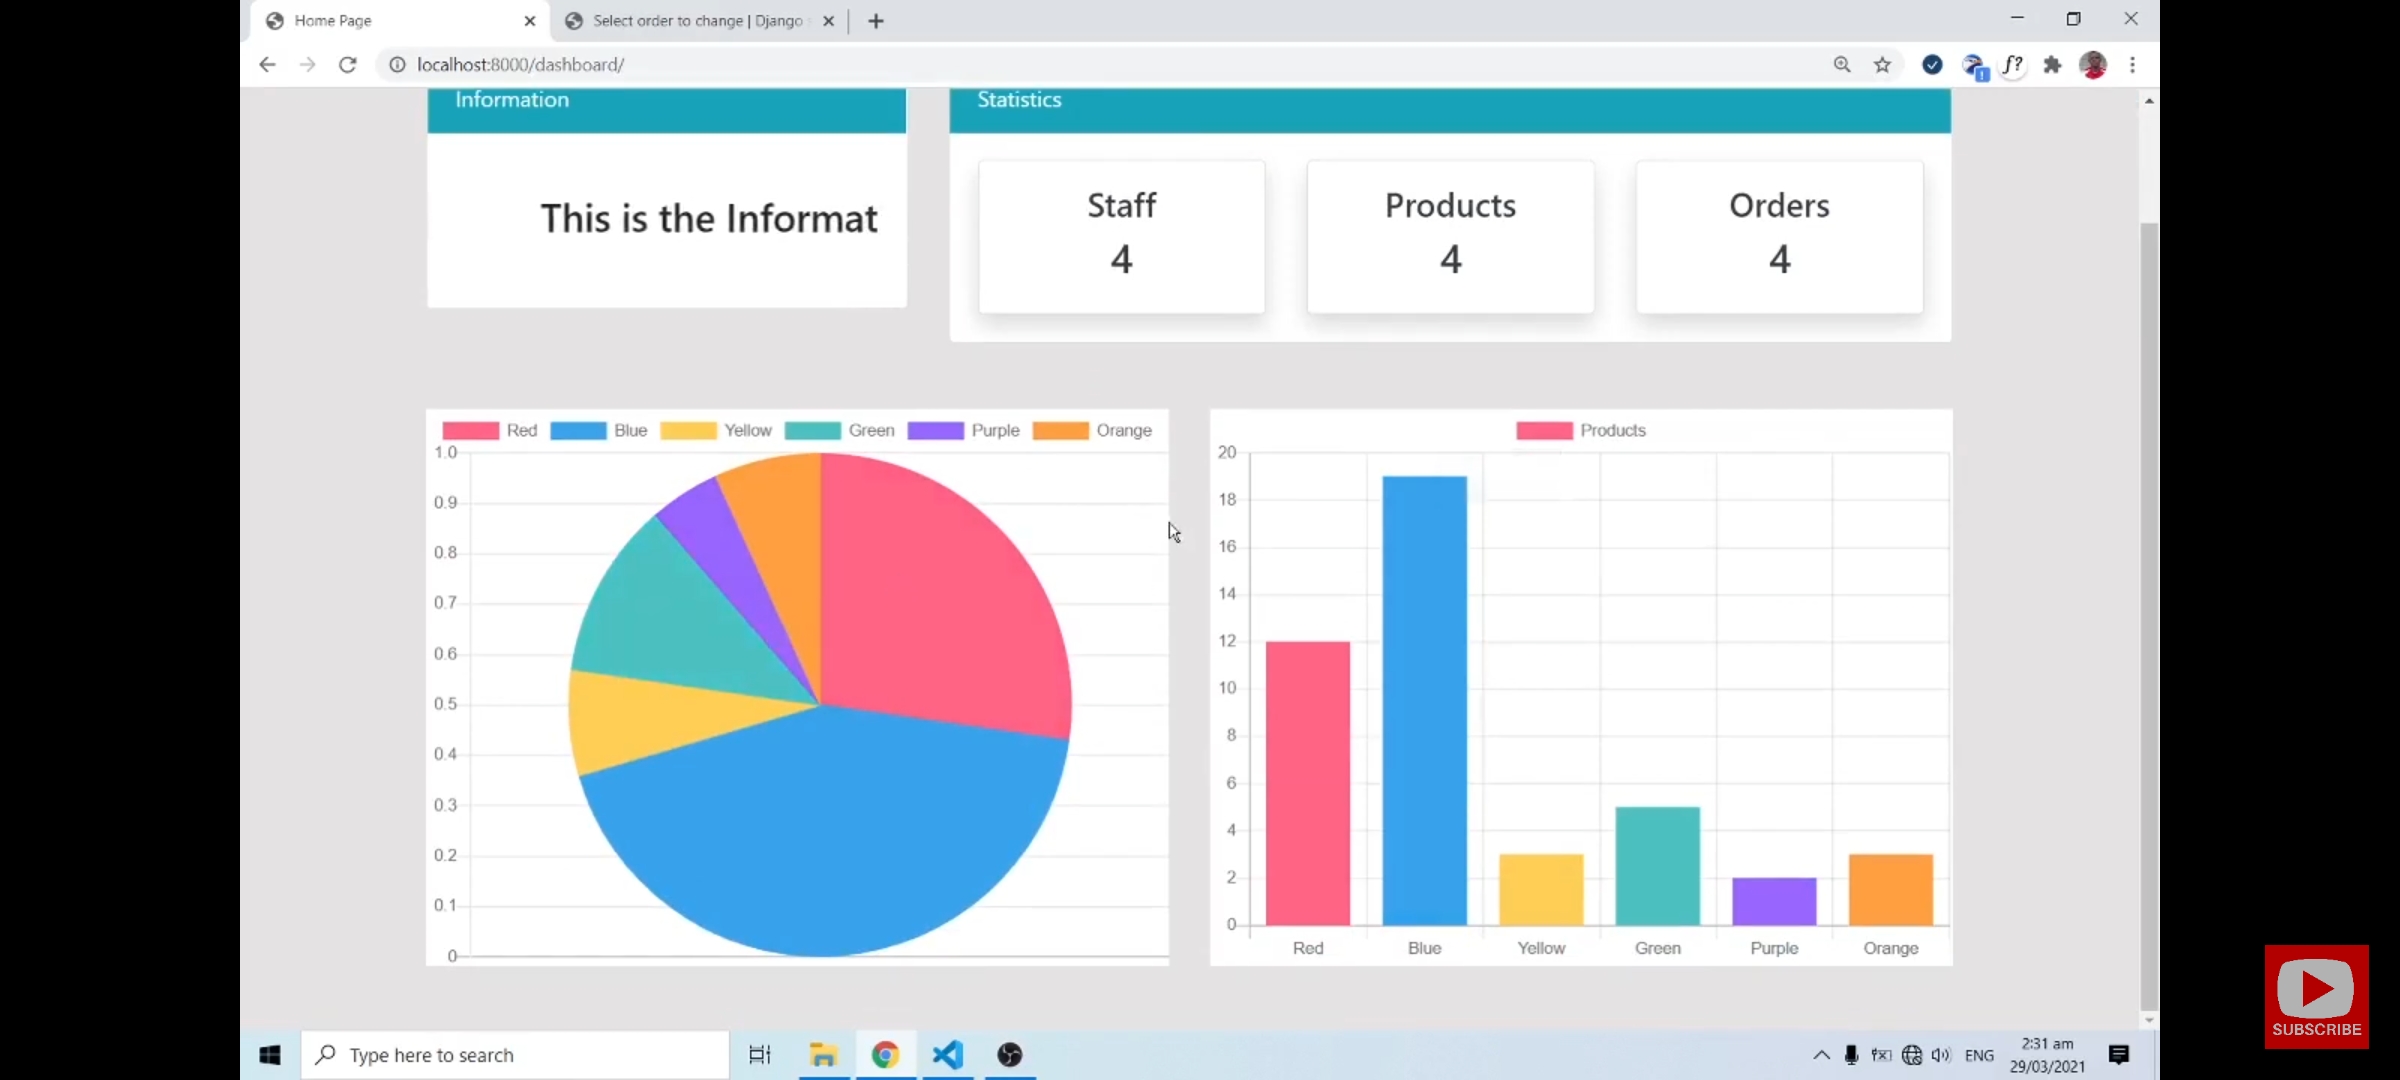 Home Page
Select order to change | Django
localhost:8000/dashboard/
f?
Information
Statistics
This is the Informat
Staff
4
Products
4
Orders
4
Red Blue Yellow Green Purple Orange
1.0
0.9
0.8
0.7
0.6
0.5
0.4
0.3
0.2
0.1
0
Products
20
18
16
14
12
10
8
6
4
2
0
Red Blue Yellow Green Purple Orange
SUBSCRIBE
Type here to search
ENG
2:31 am
29/03/2021